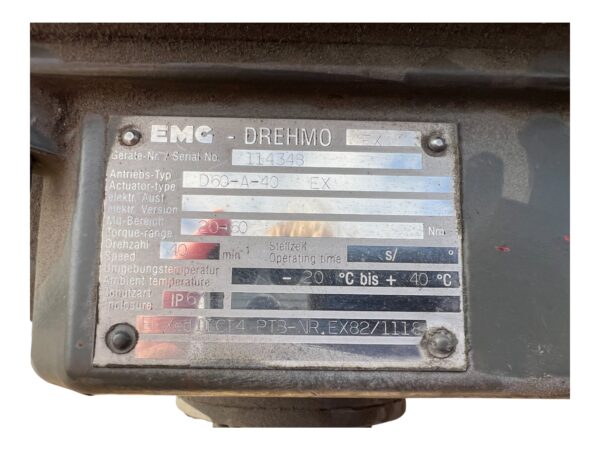 EMG - DREHMO EX
Geräte-Nr./Serial No. 114348
Antriebs-Typ
Actuator-type D60-A-40 EX
elektr. Ausf.
elektr. Version
Md-Bereich
Torque-range 20-60 Nm
Drehzahl
Speed 40 min-1
Stellzeit
Operating time s/ °
Umgebungstemperatur
Ambient temperature - 20 °C bis + 40 °C
Schutzart
Enclosure IP
PTB-NR.EX82/1118